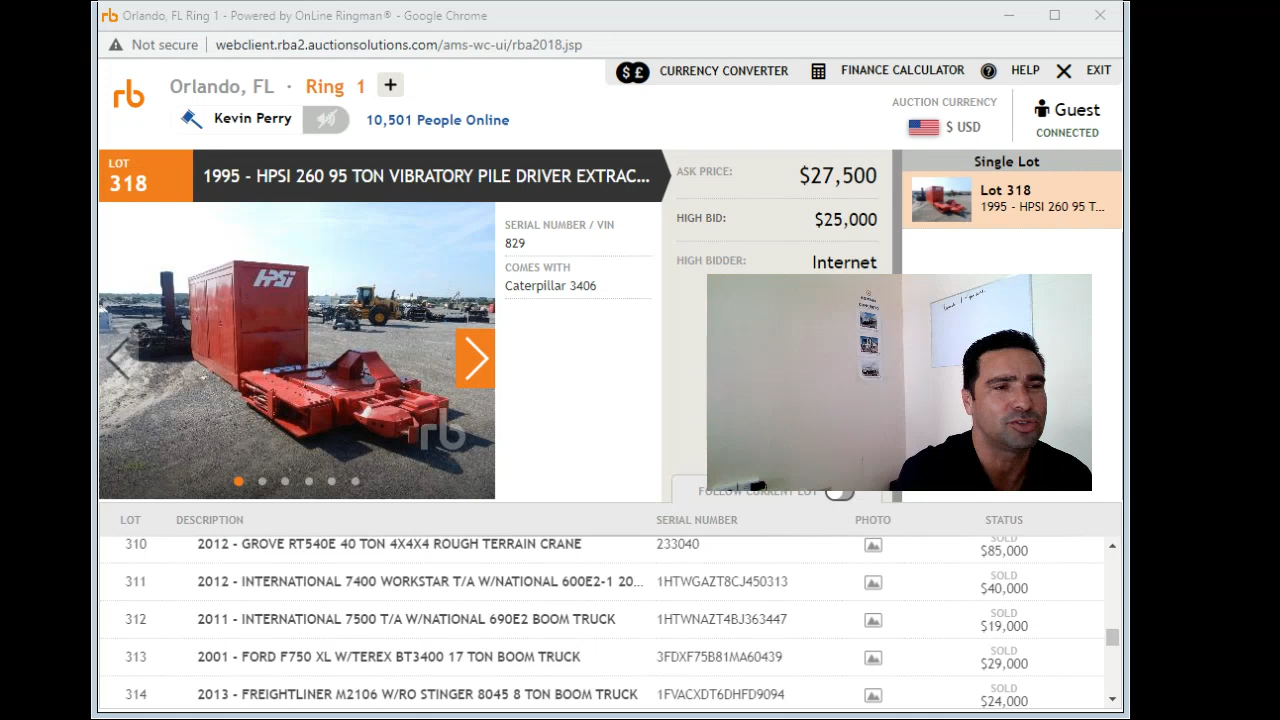 Orlando, FL Ring 1 - Powered by OnLine Ringman® - Google Chrome
Not secure
webclient.rba2.auctionsolutions.com/ams-wc-ui/rba2018.jsp
CURRENCY CONVERTER
FINANCE CALCULATOR
HELP
EXIT
rb
Orlando, FL · Ring 1 +
Kevin Perry
10,501 People Online
AUCTION CURRENCY
$ USD
Guest
CONNECTED
LOT
318
1995 - HPSI 260 95 TON VIBRATORY PILE DRIVER EXTRAC...
ASK PRICE:
$27,500
HIGH BID:
$25,000
HIGH BIDDER:
Internet
Single Lot
Lot 318
1995 - HPSI 260 95 T...
SERIAL NUMBER / VIN
829
COMES WITH
Caterpillar 3406
HPSI
rb
FOLLOW CURRENT LOT
LOT DESCRIPTION SERIAL NUMBER PHOTO STATUS
310 2012 - GROVE RT540E 40 TON 4X4X4 ROUGH TERRAIN CRANE 233040 SOLD $85,000
311 2012 - INTERNATIONAL 7400 WORKSTAR T/A W/NATIONAL 600E2-1 20... 1HTWGAZT8CJ450313 SOLD $40,000
312 2011 - INTERNATIONAL 7500 T/A W/NATIONAL 690E2 BOOM TRUCK 1HTWNAZT4BJ363447 SOLD $19,000
313 2001 - FORD F750 XL W/TEREX BT3400 17 TON BOOM TRUCK 3FDXF75B81MA60439 SOLD $29,000
314 2013 - FREIGHTLINER M2106 W/RO STINGER 8045 8 TON BOOM TRUCK 1FVACXDT6DHFD9094 SOLD $24,000